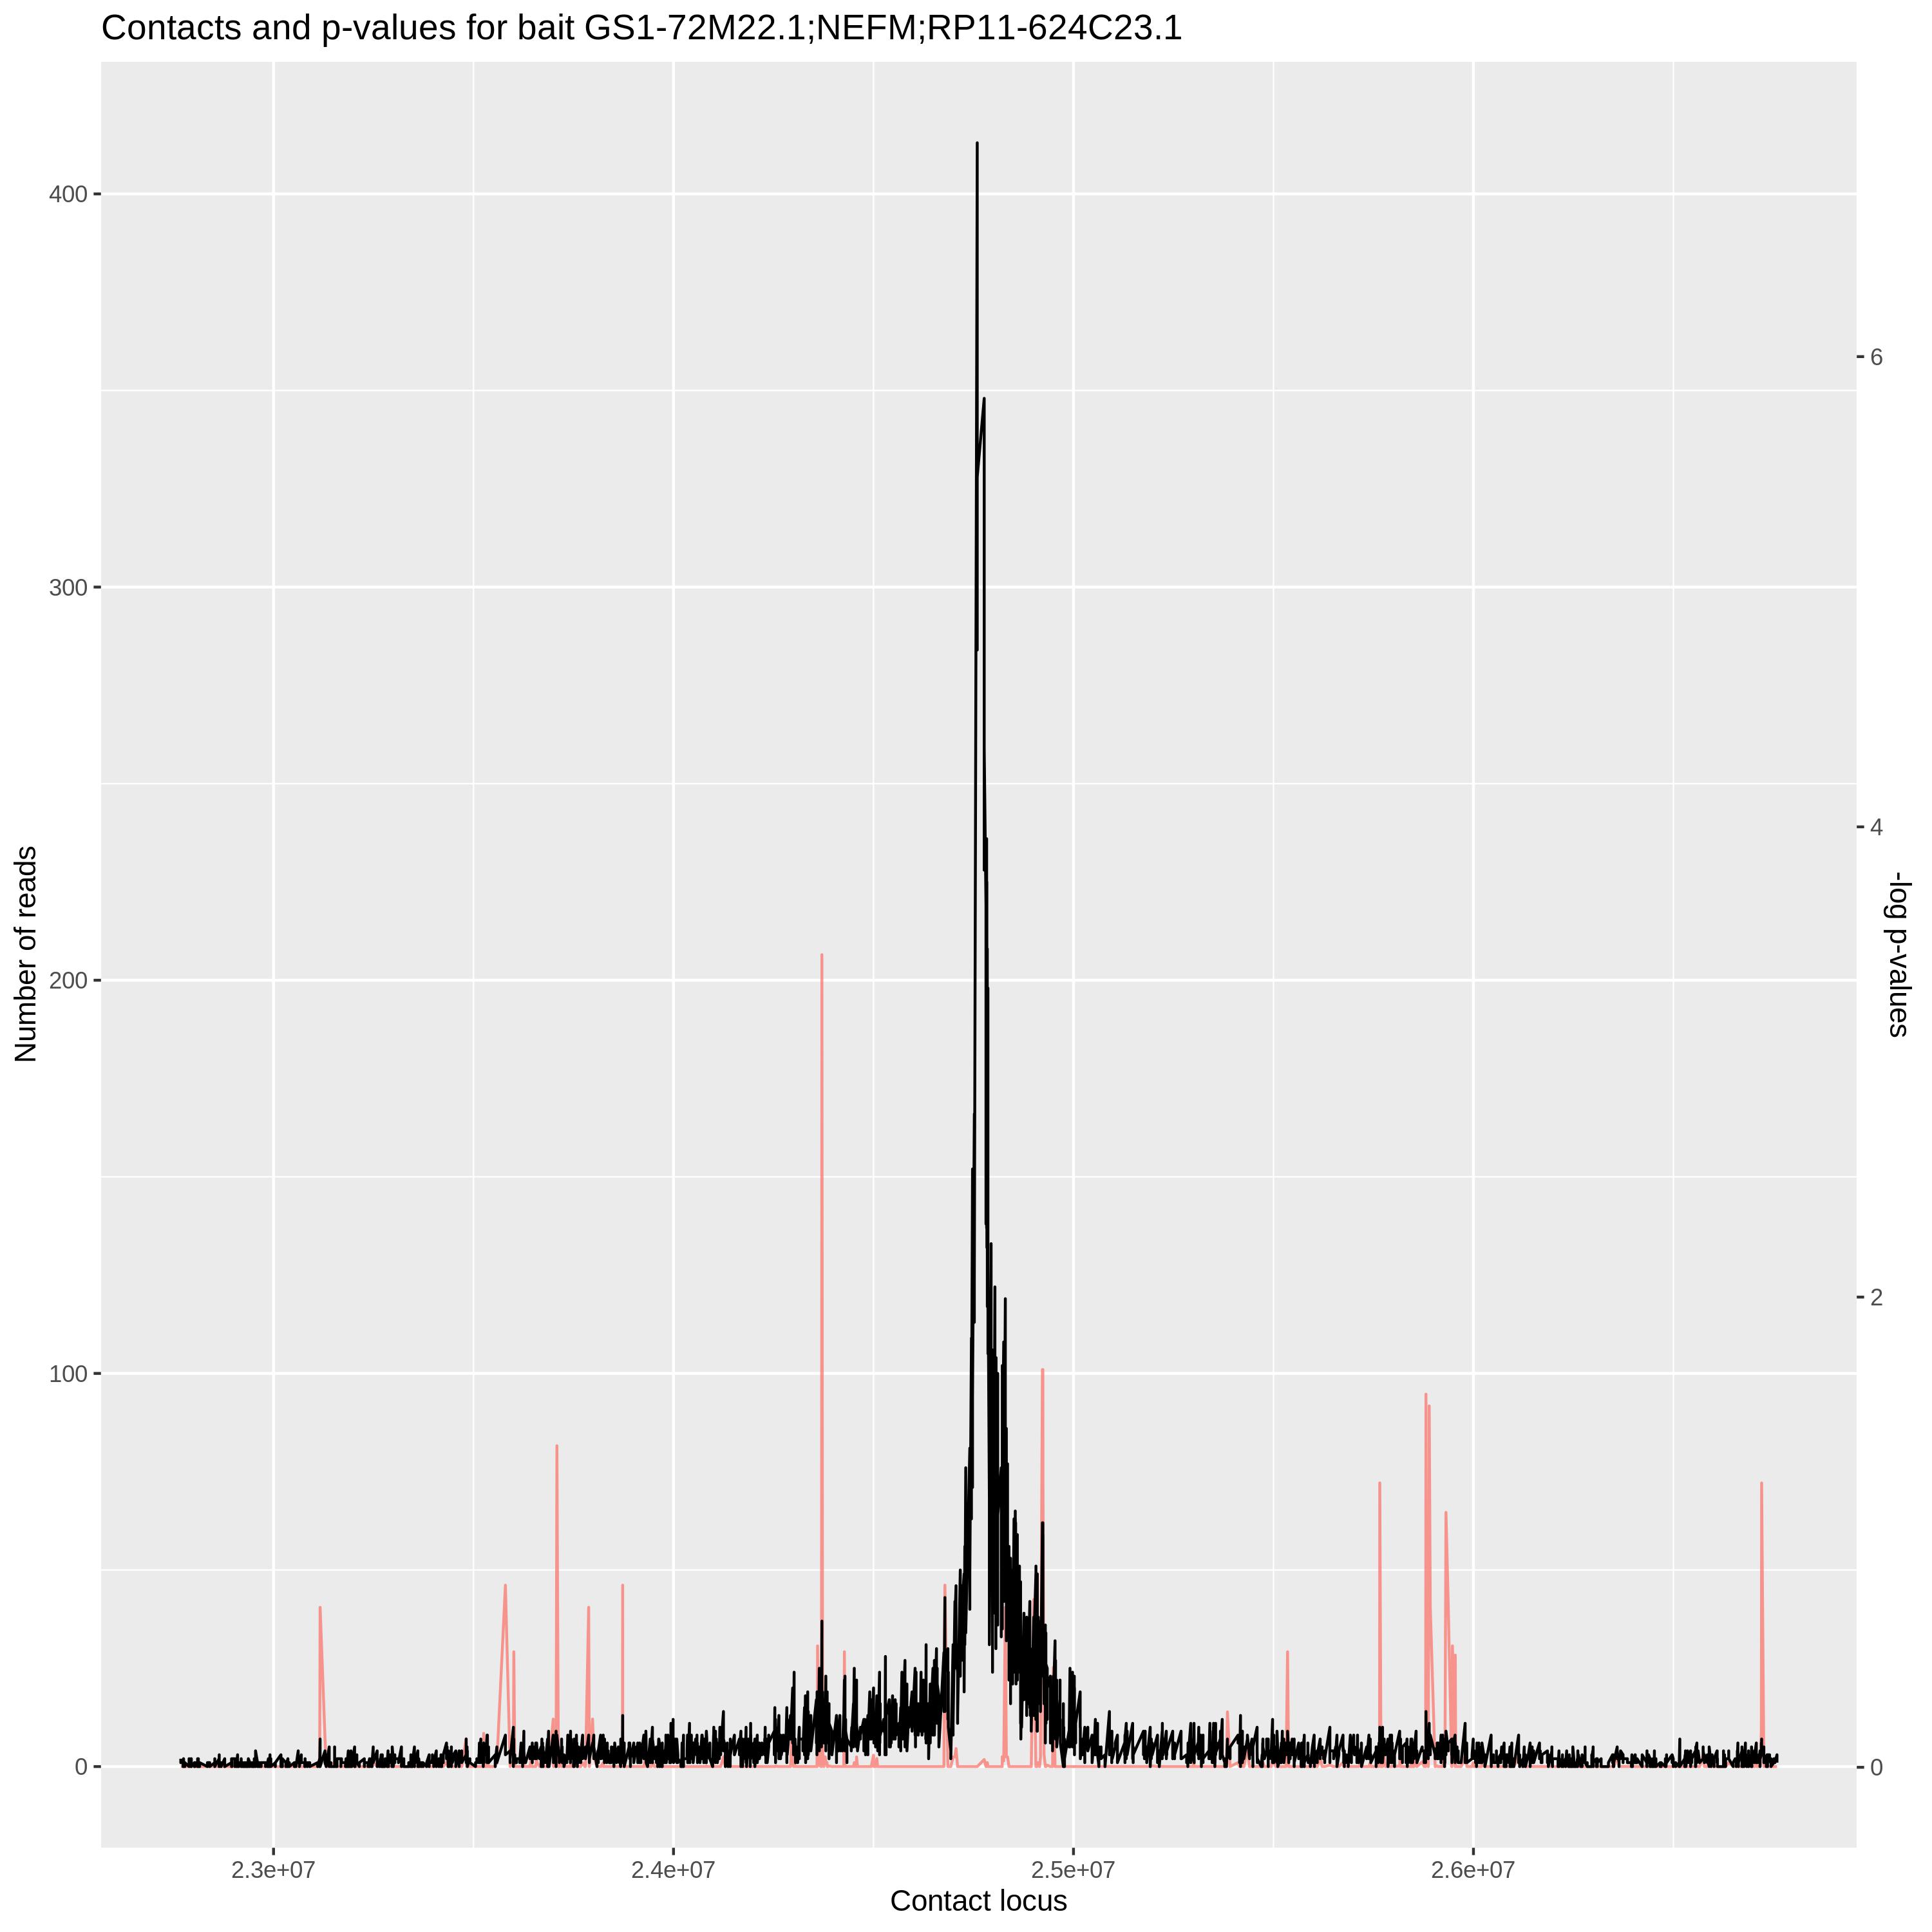 Contacts and p-values for bait GS1-72M22.1;NEFM;RP11-624C23.1
400
300
200
100
0
Number of reads
6
4
2
0
-log p-values
2.3e+07
2.4e+07
2.5e+07
2.6e+07
Contact locus